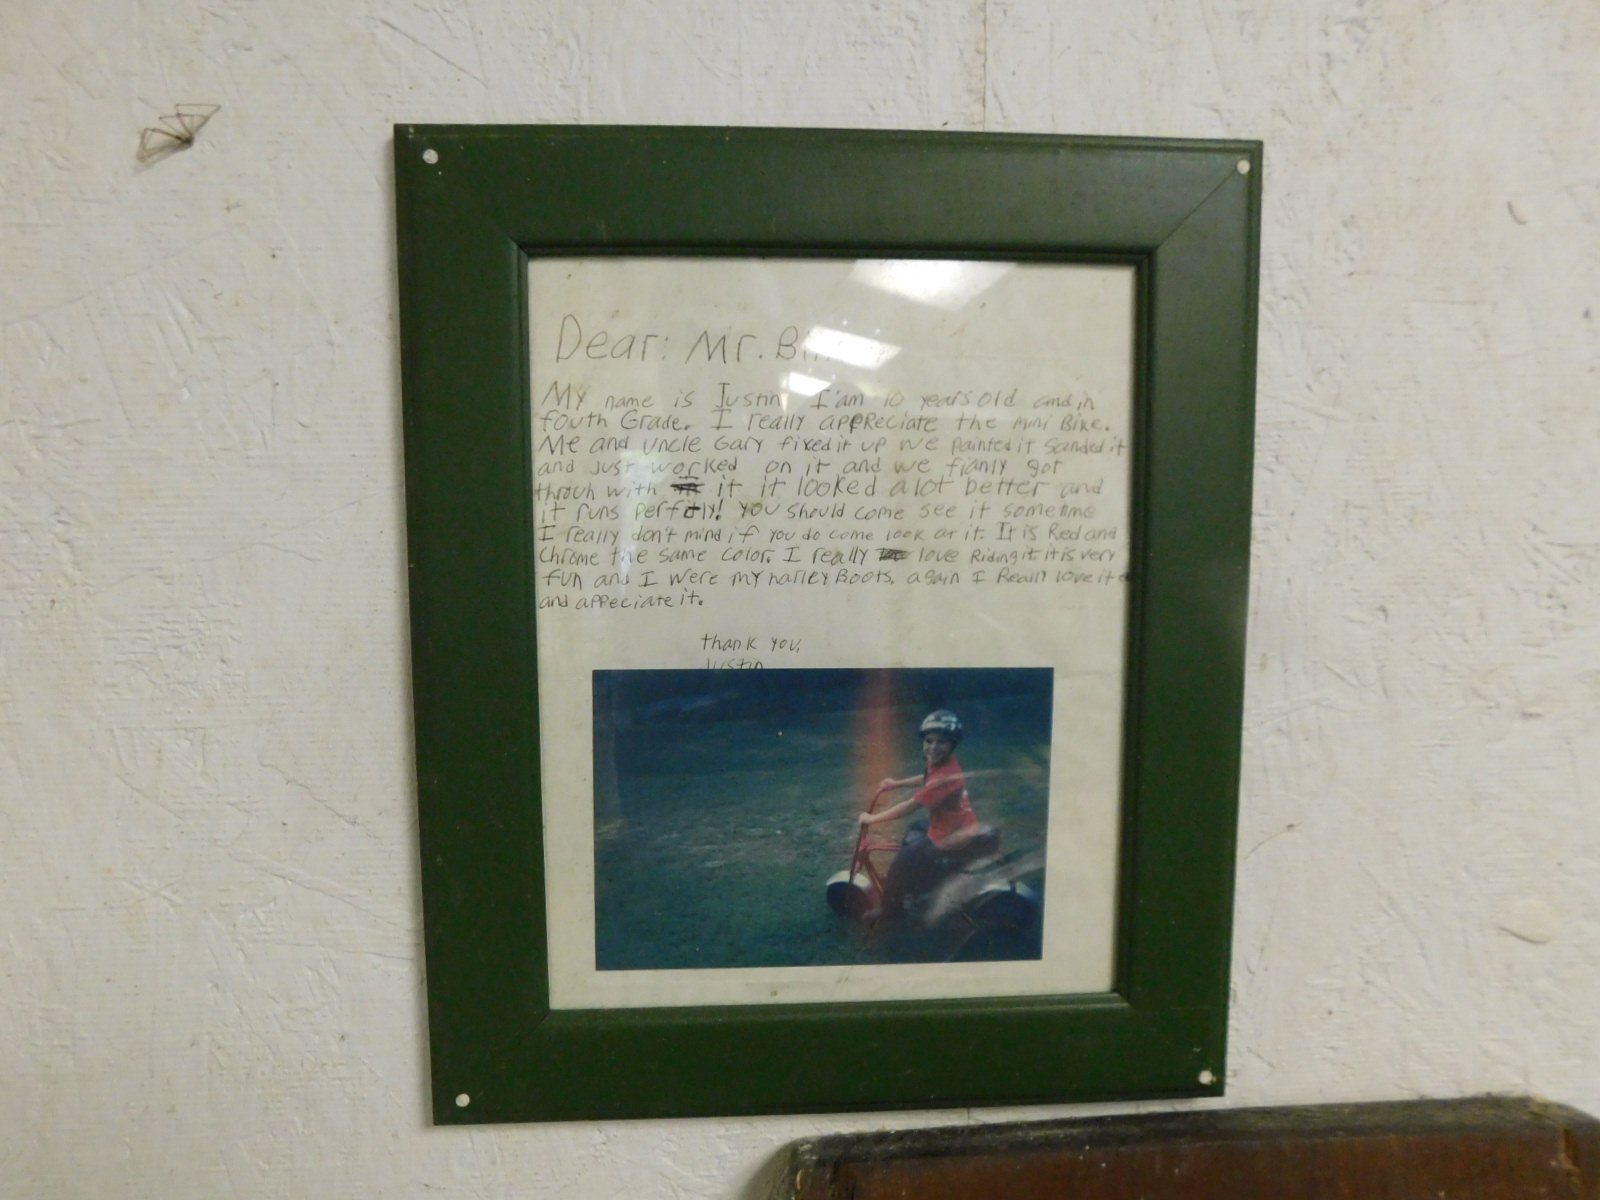 Dear: Mr.
My name is Justin I'am 10 years old and in
fouth Grade. I really appReciate the mini Bike.
Me and uncle Gary fixed it up we painted it Sanded it
and Just worked on it and we fianly got
throuh with it it looked alot better and
it runs perfctly! You should come see it sometime
I really don't mind if you do come look at it. It is Red and
Chrome the same color. I really love Riding it it is very
fun and I were my harley Boots. again I Really love it
and appeciate it.
thank you,
Justin